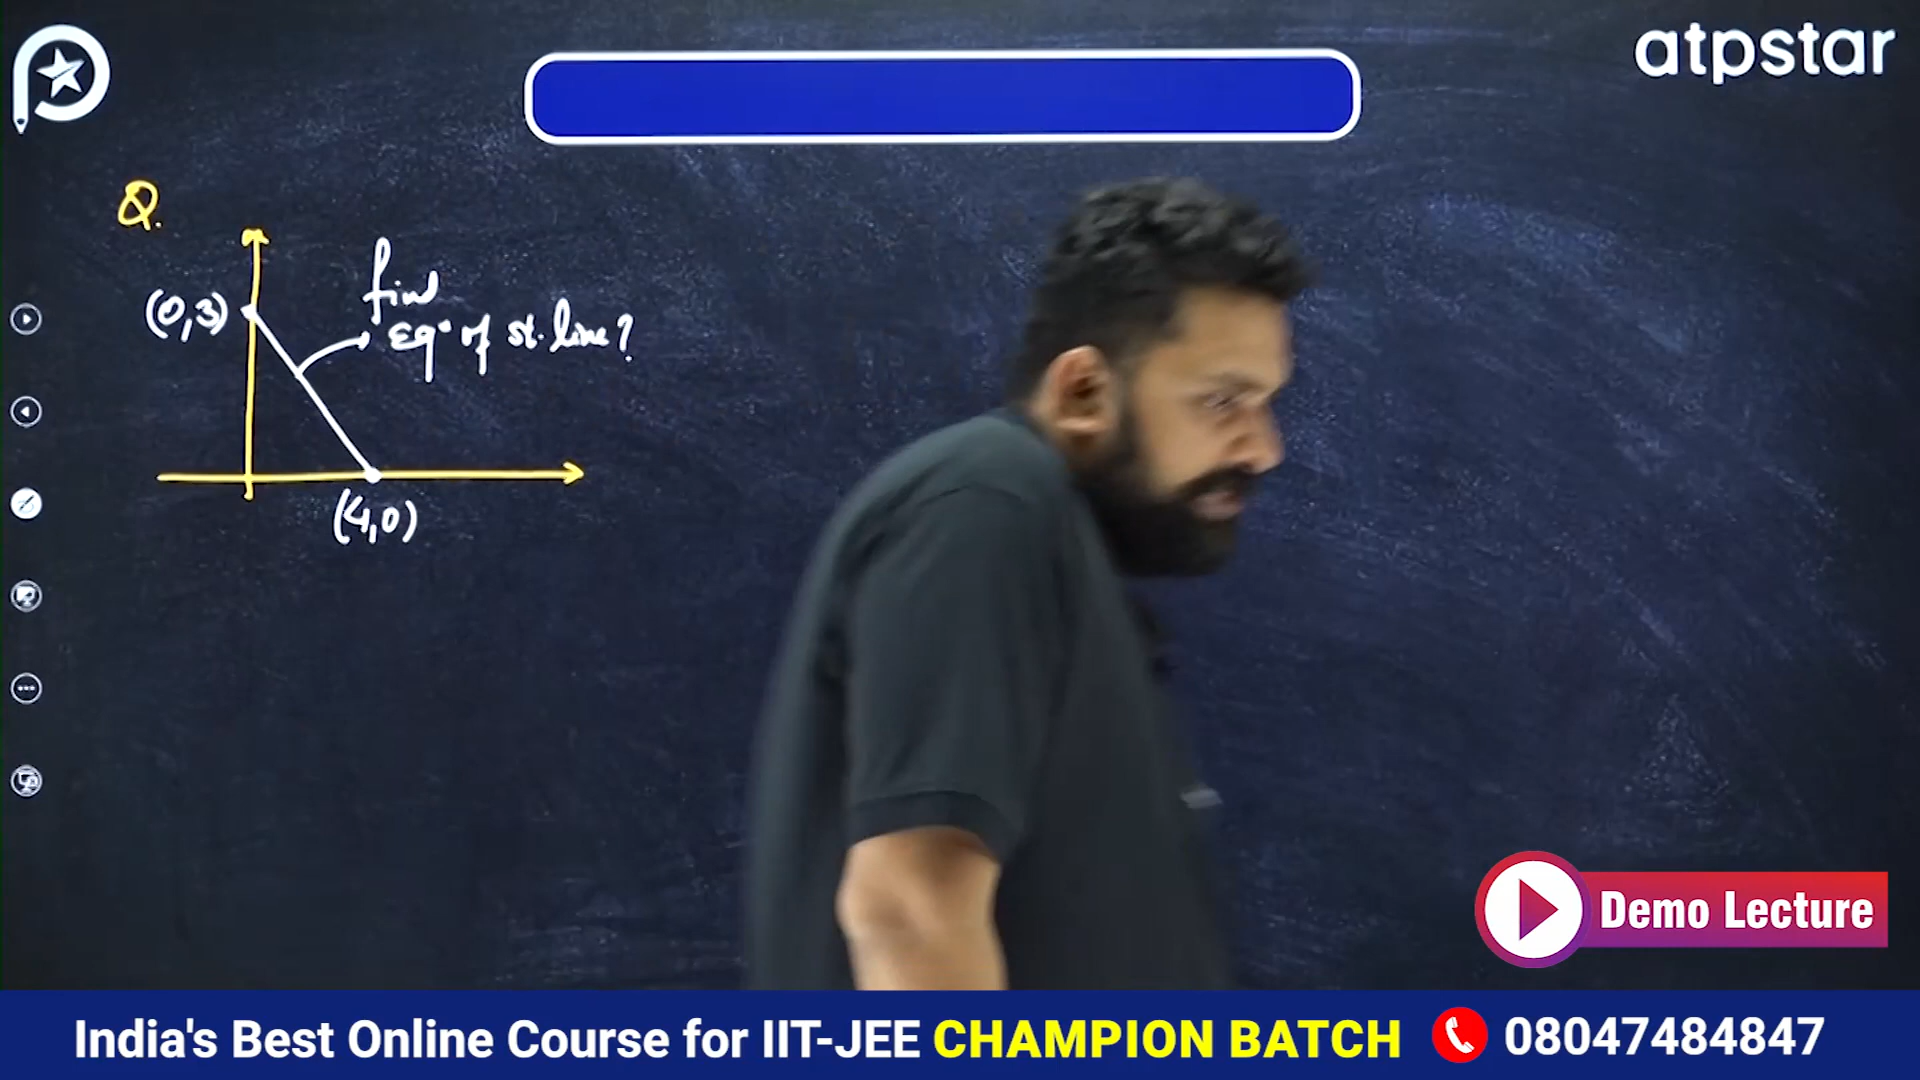 atpstar
Q.
find
(0,3)
Eqⁿ of st. line?
(4,0)
Demo Lecture
India's Best Online Course for IIT-JEE CHAMPION BATCH 08047484847